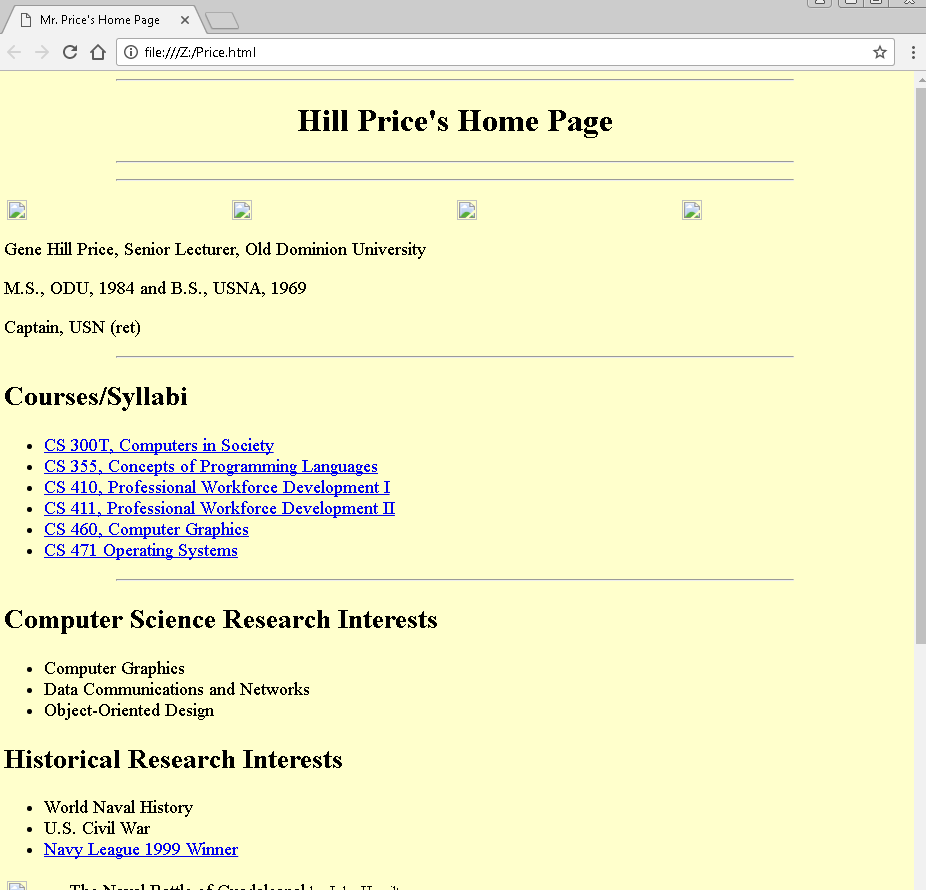 Mr. Price's Home Page
file:///Z:/Price.html
Hill Price's Home Page
Gene Hill Price, Senior Lecturer, Old Dominion University
M.S., ODU, 1984 and B.S., USNA, 1969
Captain, USN (ret)
Courses/Syllabi
CS 300T, Computers in Society
CS 355, Concepts of Programming Languages
CS 410, Professional Workforce Development I
CS 411, Professional Workforce Development II
CS 460, Computer Graphics
CS 471 Operating Systems
Computer Science Research Interests
Computer Graphics
Data Communications and Networks
Object-Oriented Design
Historical Research Interests
World Naval History
U.S. Civil War
Navy League 1999 Winner
The Naval Battle of Guadalcanal by John